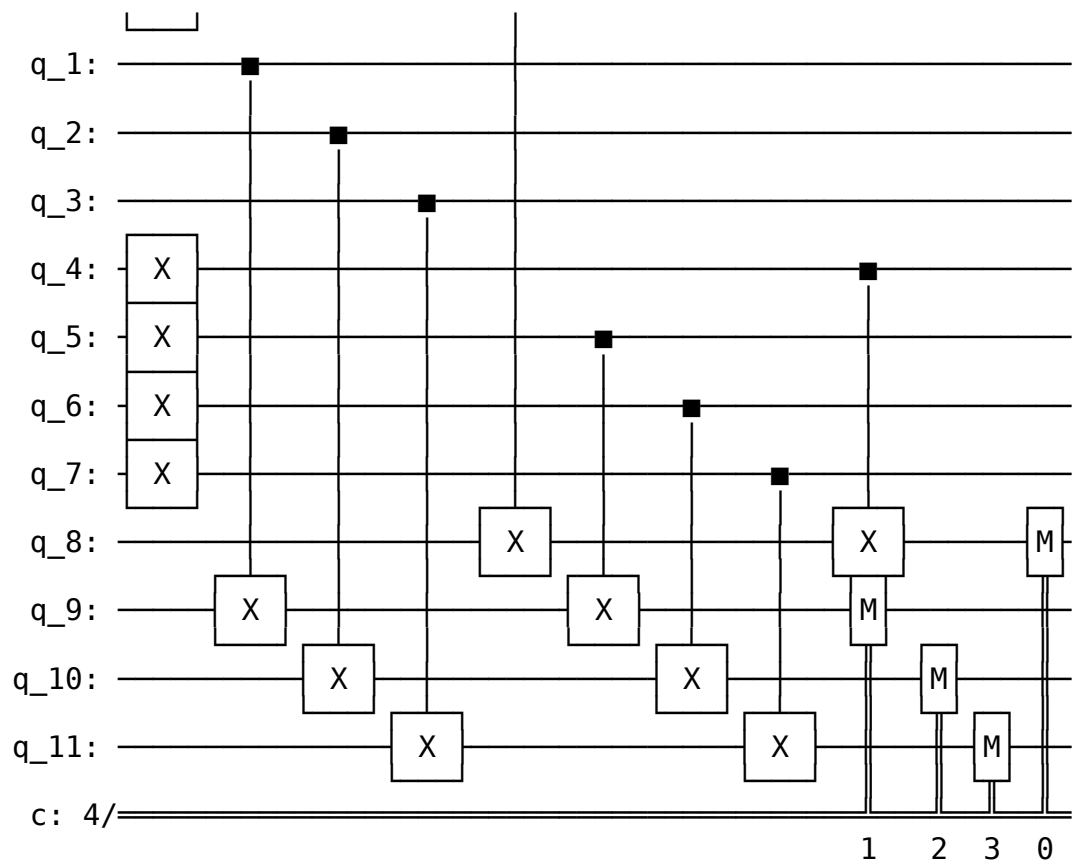 q_1:
q_2:
q_3:
q_4: X
q_5: X
q_6: X
q_7: X
q_8: X X M
q_9: X X M
q_10: X X M
q_11: X X M
c: 4/
1 2 3 0